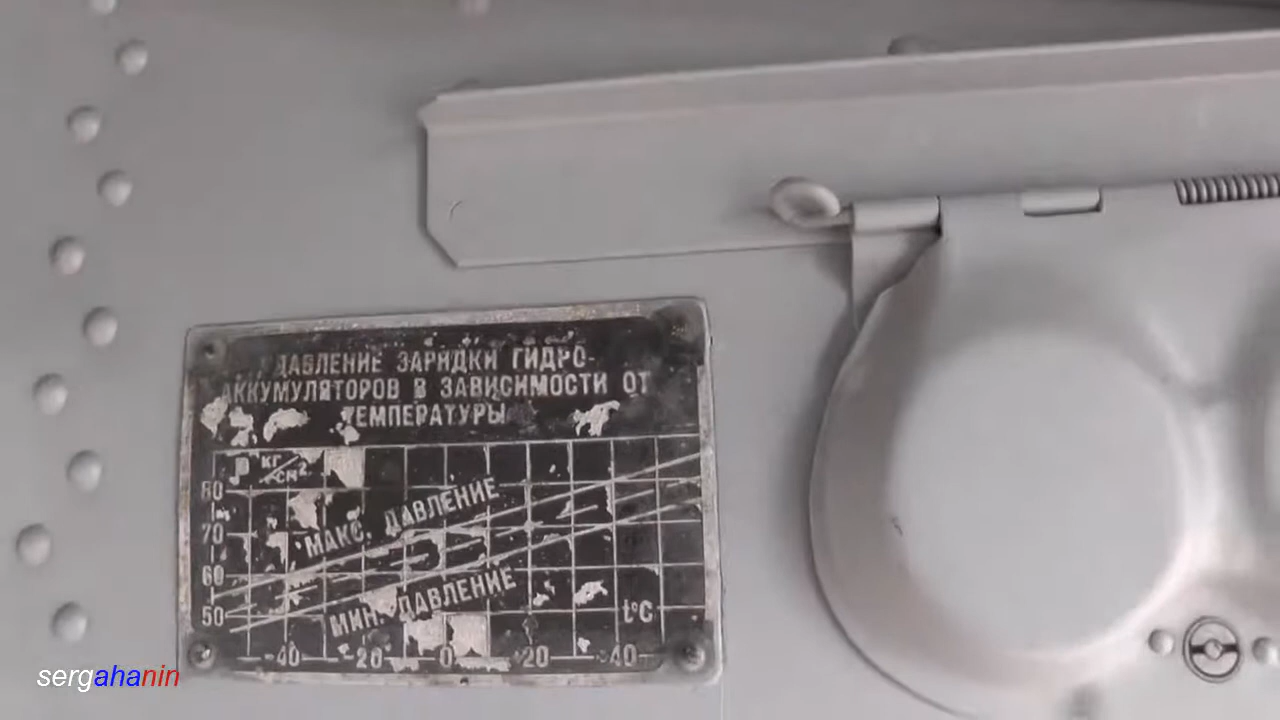 ДАВЛЕНИЕ ЗАРЯДКИ ГИДРО-
АККУМУЛЯТОРОВ В ЗАВИСИМОСТИ ОТ
ТЕМПЕРАТУРЫ
P КГ/СМ²
80
70
60
50
МАКС. ДАВЛЕНИЕ
МИН. ДАВЛЕНИЕ
t°C
-40 -20 0 +20 +40
sergahanin